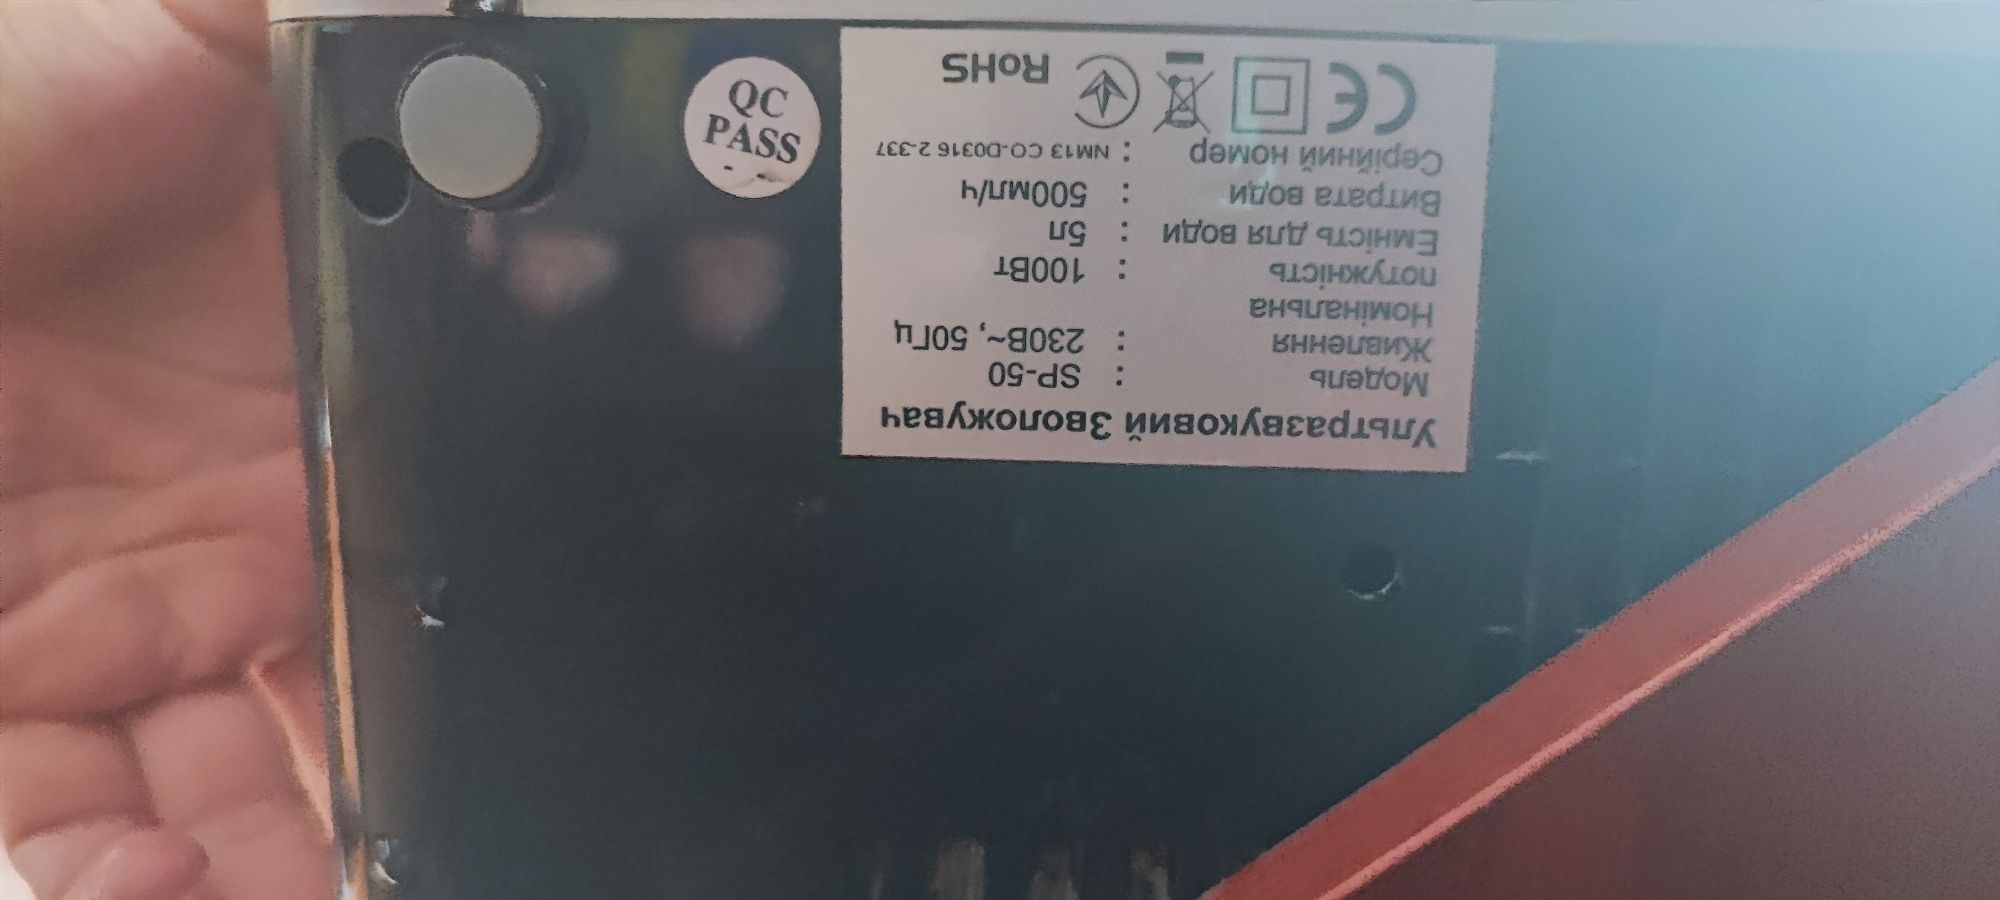 Ультразвуковий Зволожувач
Модель : SP-50
Живлення : 230В~, 50Гц
Номінальна
потужність : 100Вт
Емність для води : 5л
Витрата води : 500мл/ч
Серійний номер : NM13 CO-D0316 2-337
CE RoHS
QC
PASS